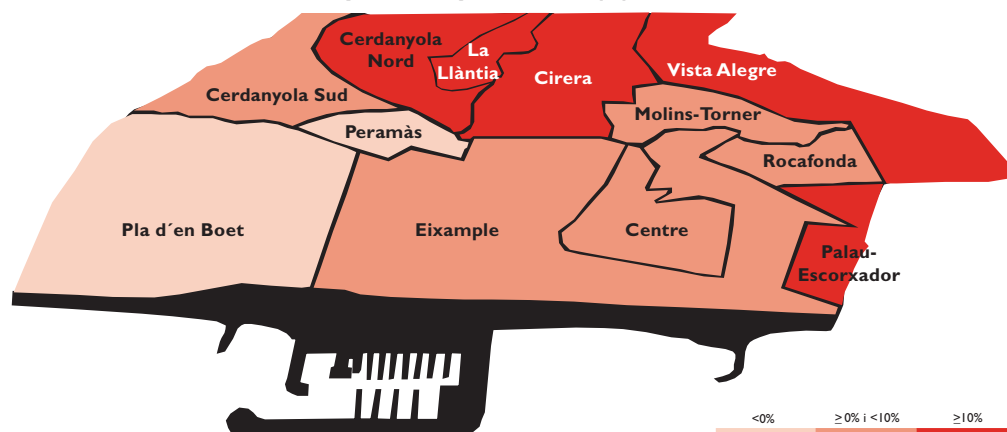 Cerdanyola
Nord
La
Llàntia
Cirera
Vista Alegre
Cerdanyola Sud
Molins-Torner
Peramàs
Rocafonda
Pla d´en Boet
Eixample
Centre
Palau-
Escorxador
<0%
≥0% i <10%
≥10%